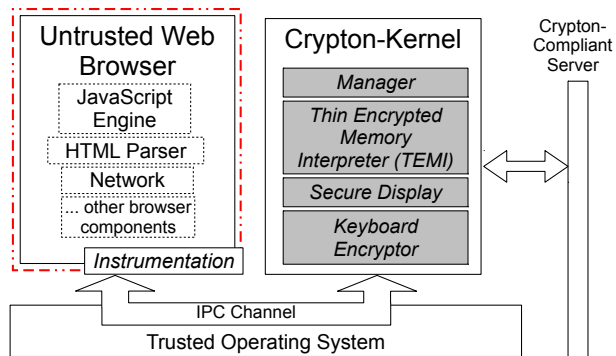 Untrusted Web
Browser
JavaScript
Engine
HTML Parser
Network
... other browser
components
Instrumentation
Crypton-Kernel
Manager
Thin Encrypted
Memory
Interpreter (TEMI)
Secure Display
Keyboard
Encryptor
Crypton-
Compliant
Server
IPC Channel
Trusted Operating System